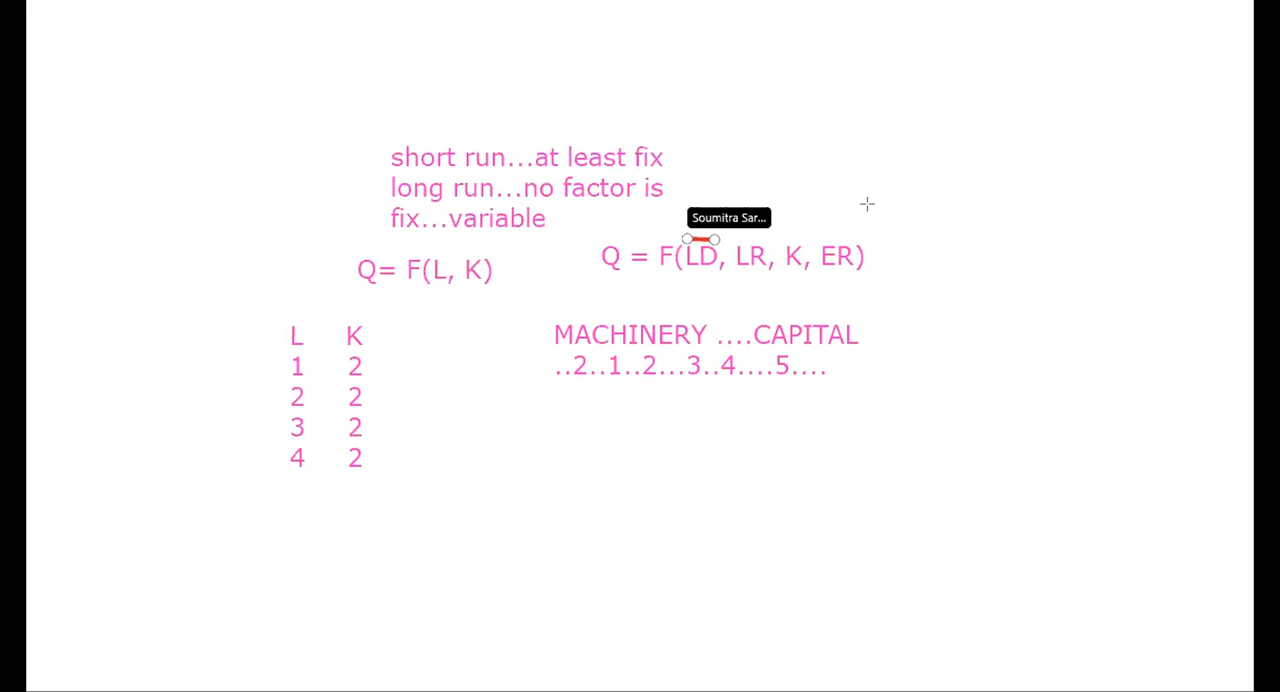 short run...at least fix
long run...no factor is
fix...variable
Soumitra Sar...
Q = F(LD, LR, K, ER)
Q= F(L, K)
L K
1 2
2 2
3 2
4 2
MACHINERY ....CAPITAL
..2..1..2...3..4....5....